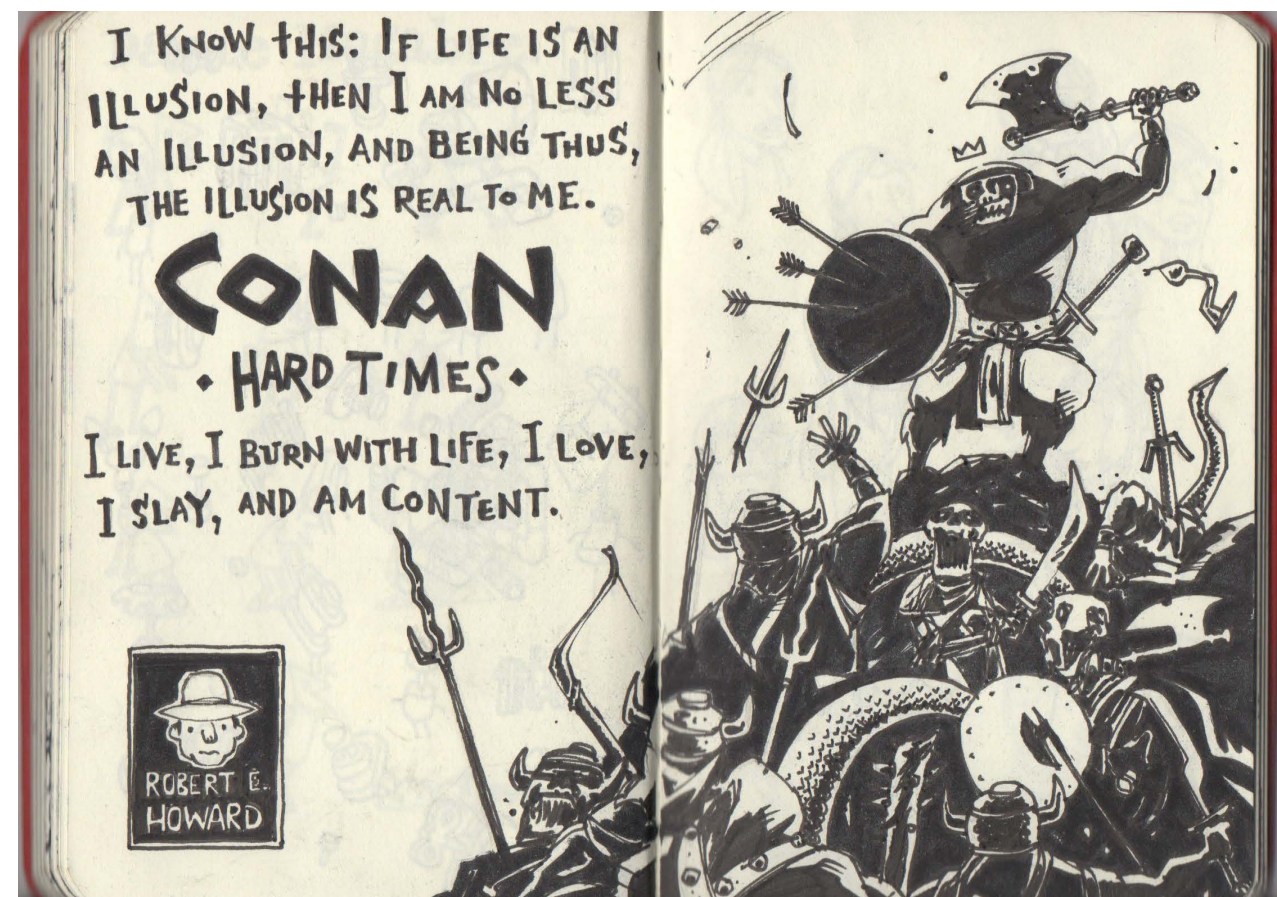 I KNOW THIS: IF LIFE IS AN
ILLUSION, THEN I AM NO LESS
AN ILLUSION, AND BEING THUS,
THE ILLUSION IS REAL TO ME.
CONAN
• HARD TIMES •
I LIVE, I BURN WITH LIFE, I LOVE,
I SLAY, AND AM CONTENT.
ROBERT E.
HOWARD